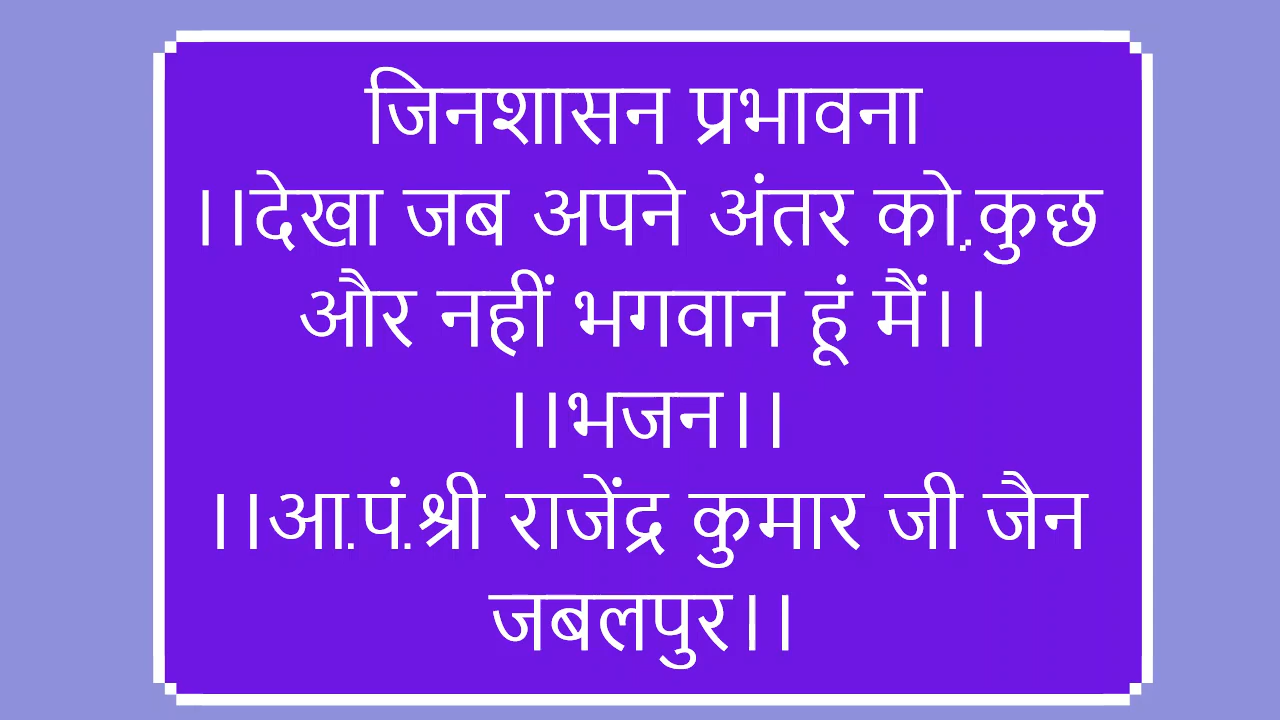 जिनशासन प्रभावना
।।देखा जब अपने अंतर को.़कुछ
और नहीं भगवान हूं मैं।।
।।भजन।।
।।आ.पं.श्री राजेंद्र कुमार जी जैन
जबलपुर।।